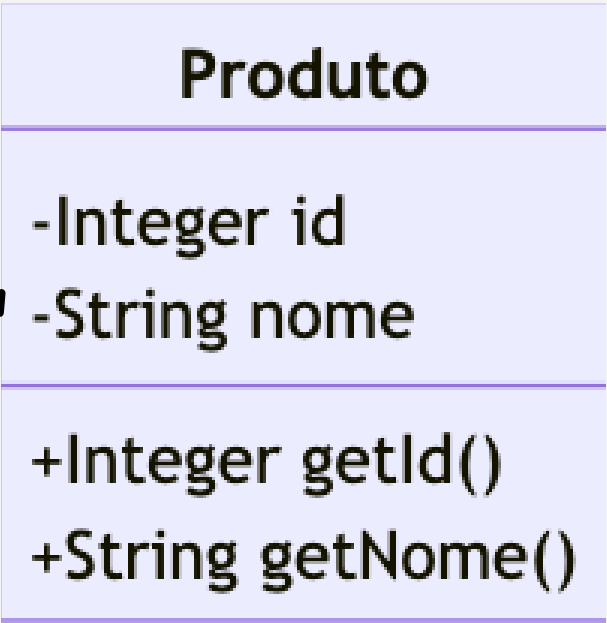 Produto
-Integer id
-String nome
+Integer getId()
+String getNome()